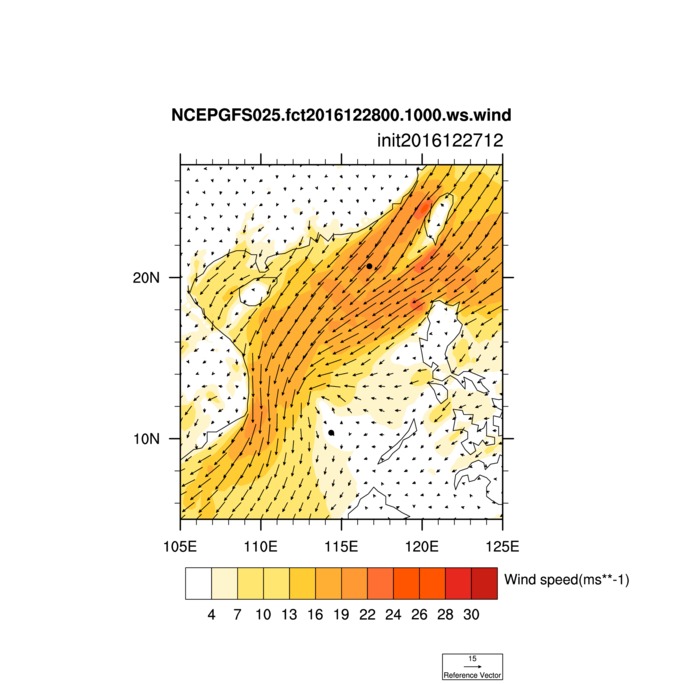 NCEPGFS025.fct2016122800.1000.ws.wind
init2016122712
20N
10N
105E 110E 115E 120E 125E
Wind speed(ms**-1)
4 7 10 13 16 19 22 24 26 28 30
15
Reference Vector